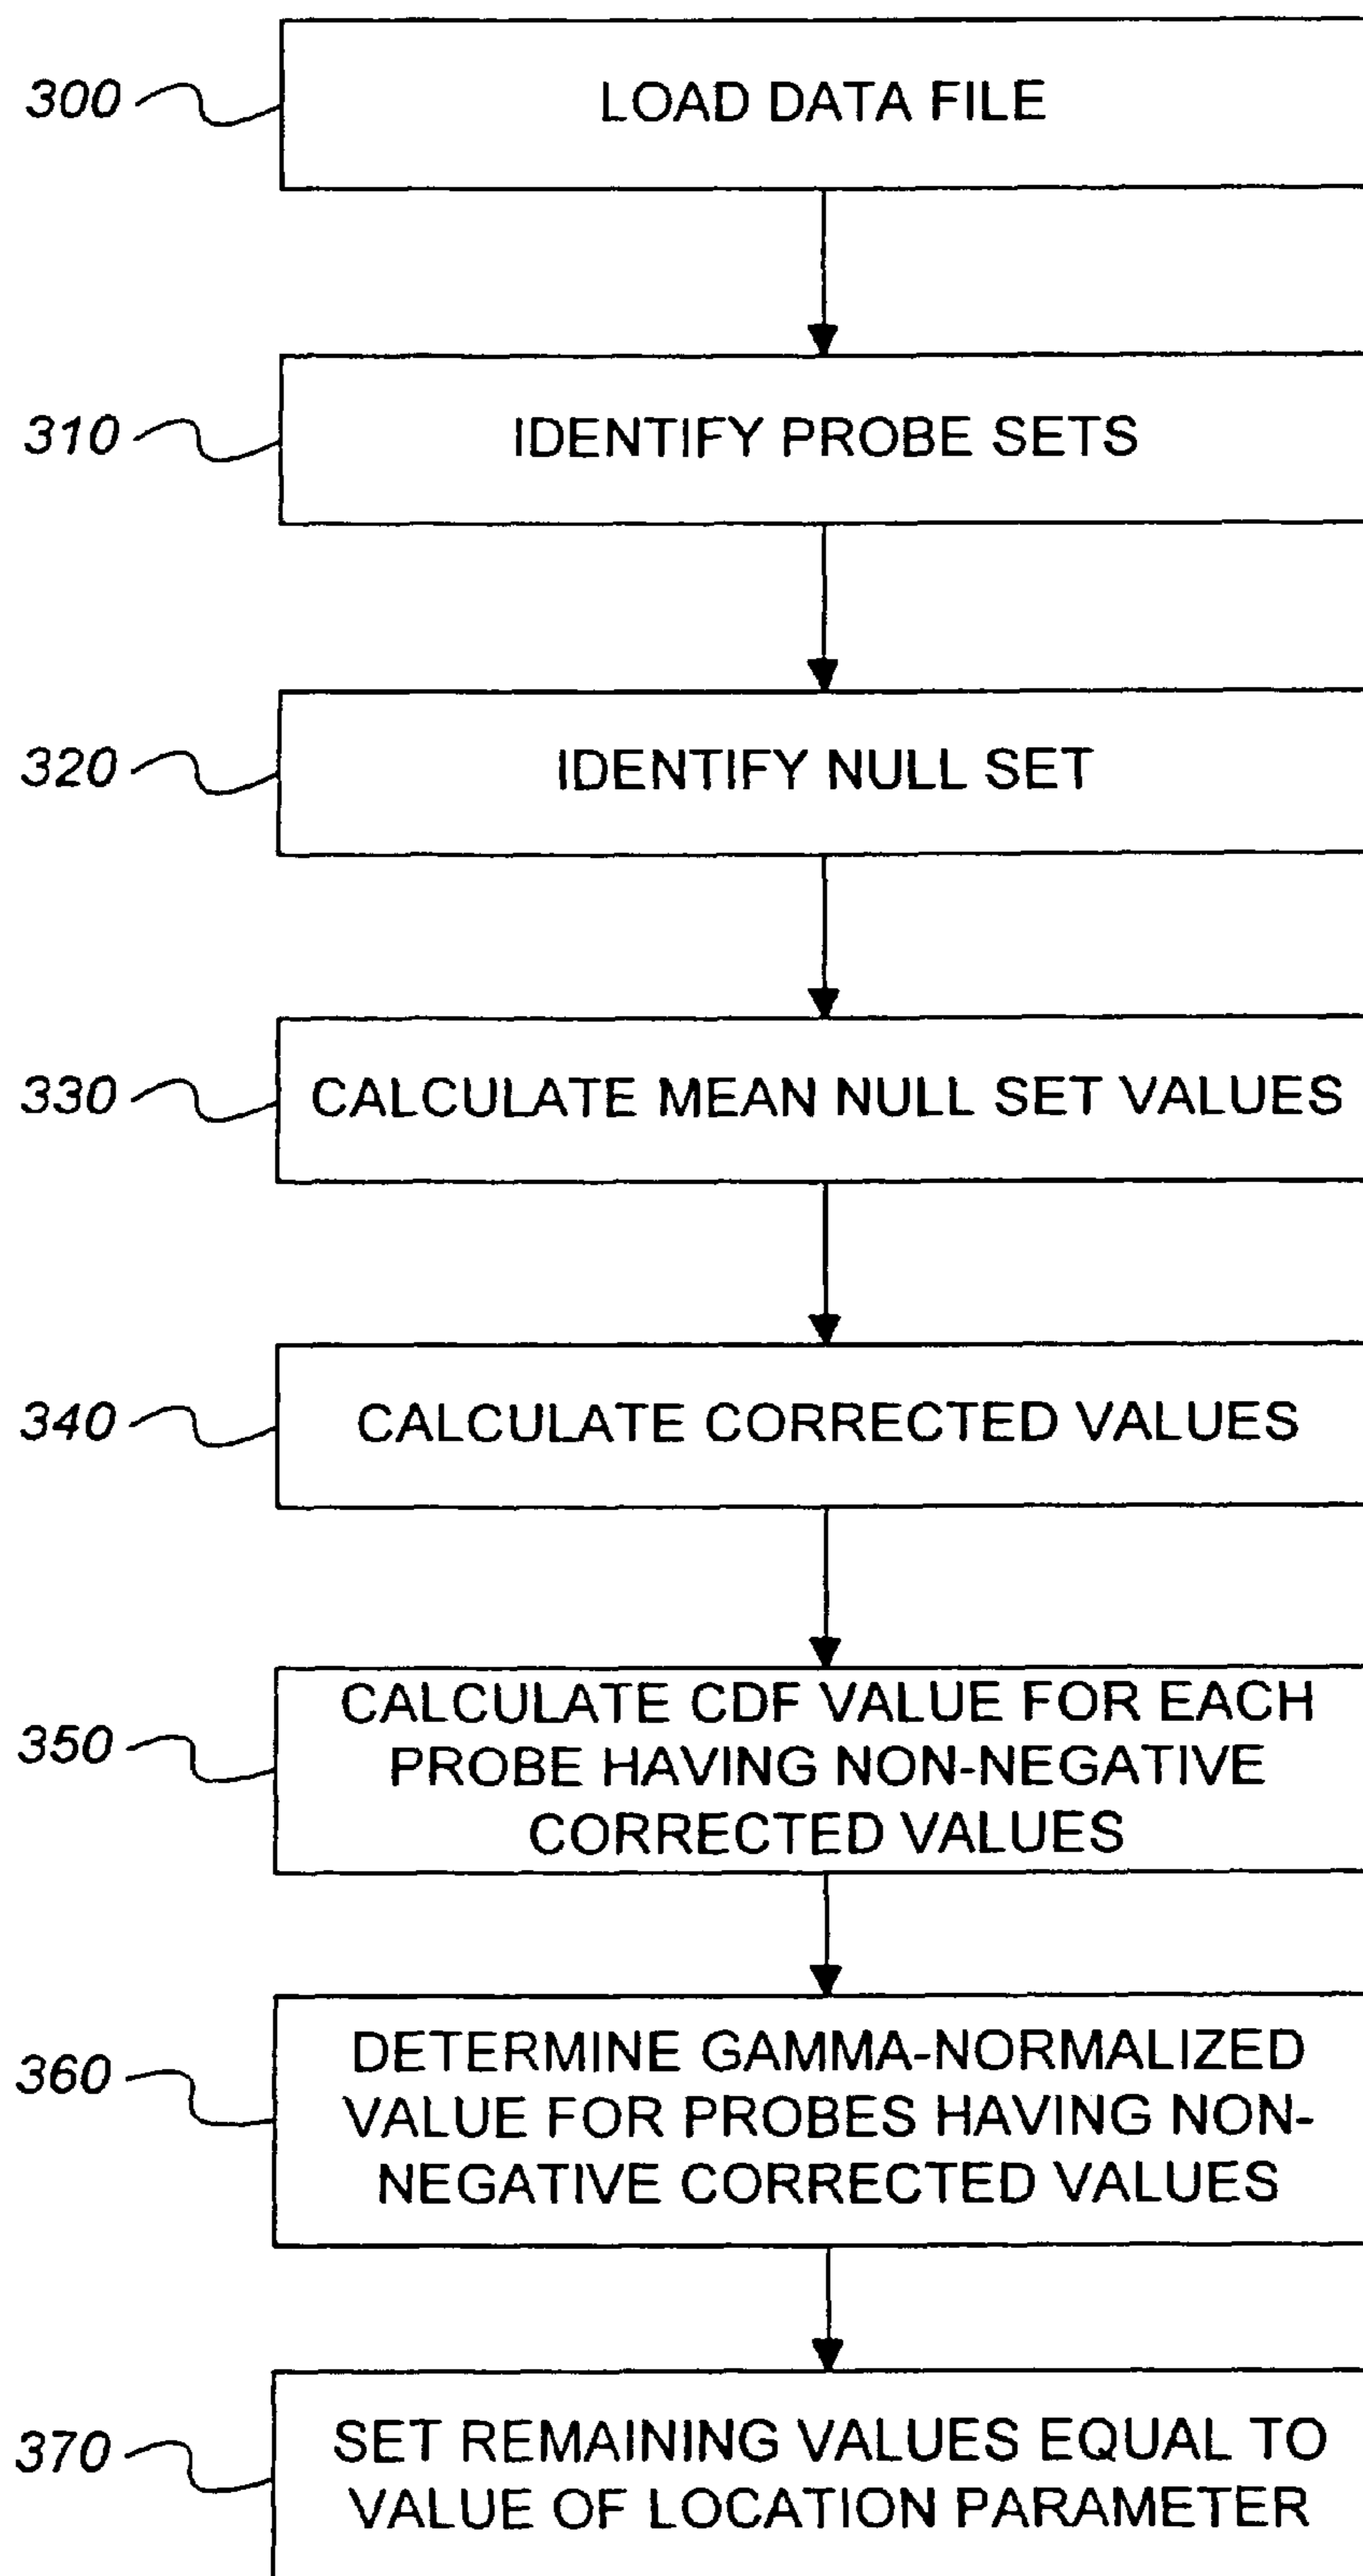 300
LOAD DATA FILE
310
IDENTIFY PROBE SETS
320
IDENTIFY NULL SET
330
CALCULATE MEAN NULL SET VALUES
340
CALCULATE CORRECTED VALUES
350
CALCULATE CDF VALUE FOR EACH
PROBE HAVING NON-NEGATIVE
CORRECTED VALUES
360
DETERMINE GAMMA-NORMALIZED
VALUE FOR PROBES HAVING NON-
NEGATIVE CORRECTED VALUES
370
SET REMAINING VALUES EQUAL TO
VALUE OF LOCATION PARAMETER